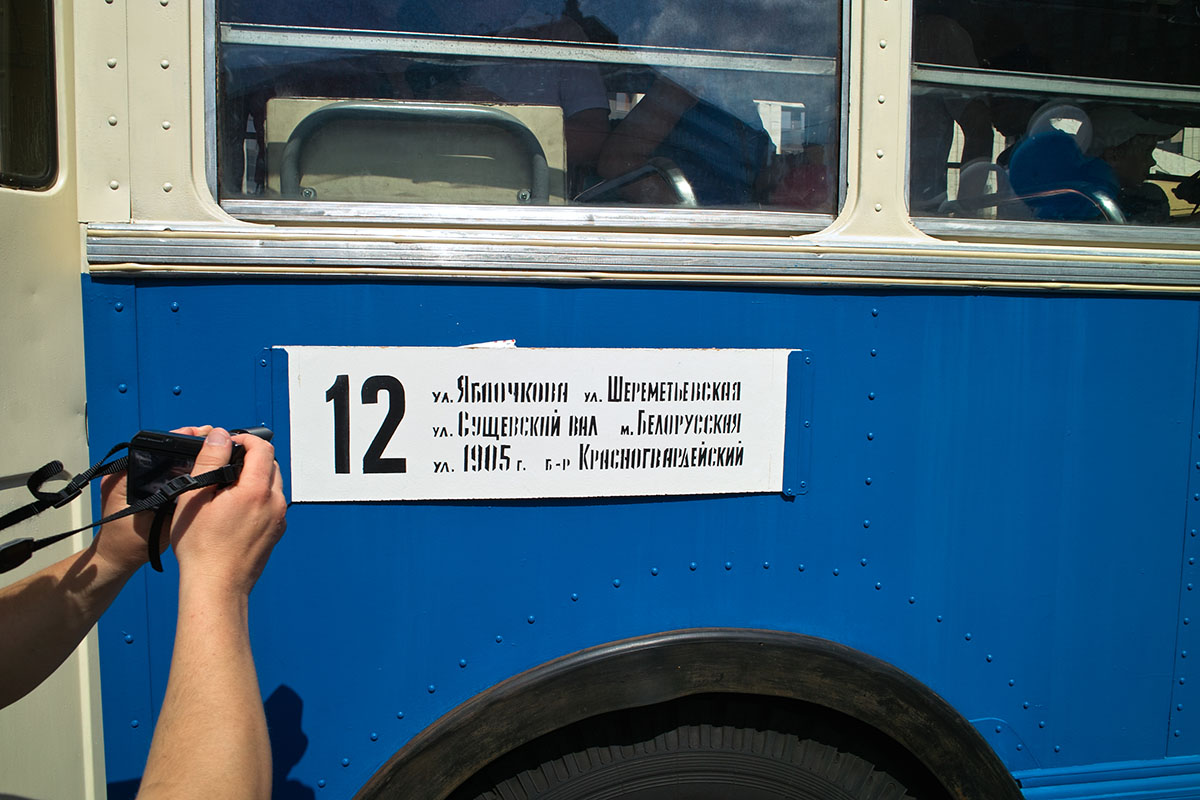 12
ул. Яблочкова ул. Шереметьевская
ул. Сущевский вал м. Белорусская
ул. 1905 г. б-р Красногвардейский